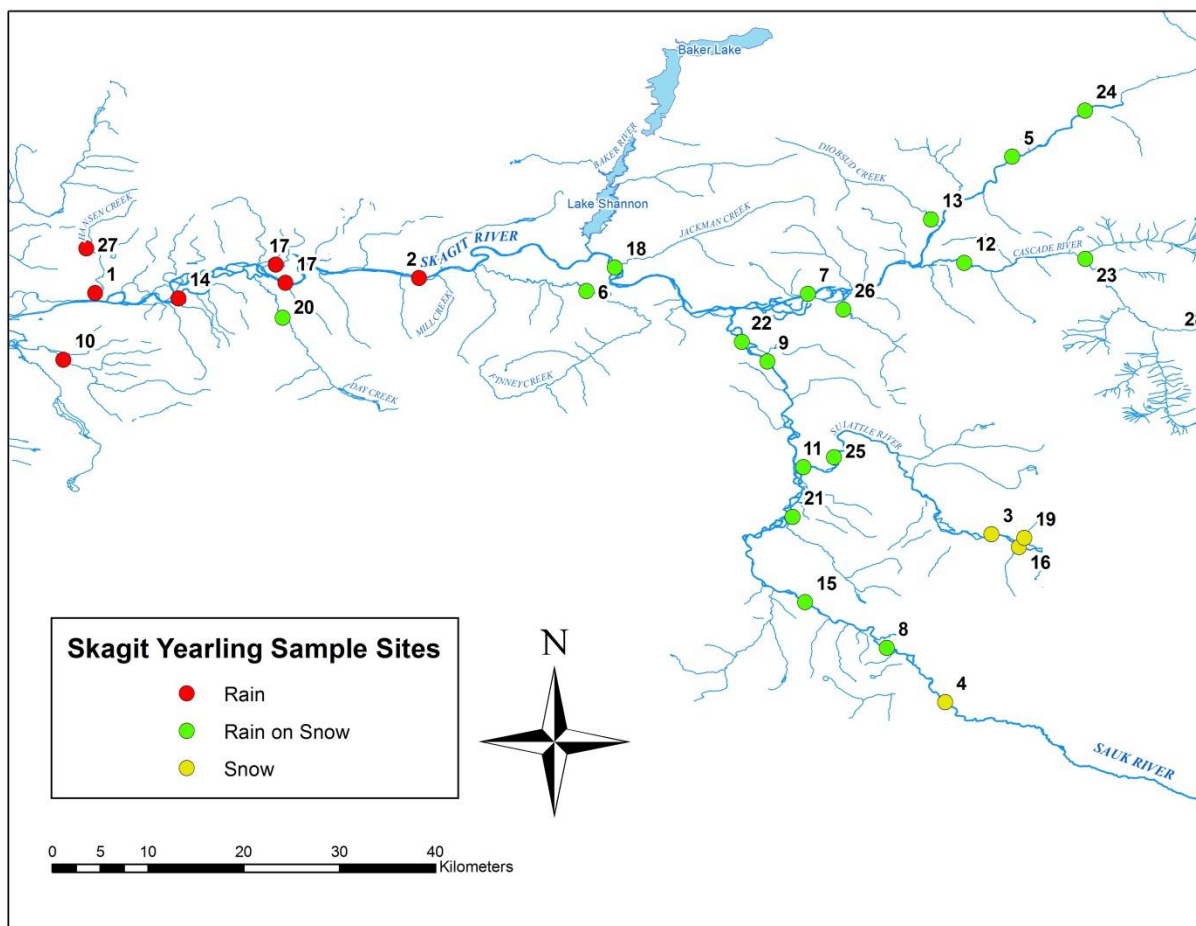 Baker Lake
24
5
BAKER RIVER
DIOBSUD CREEK
HANSEN CREEK
Lake Shannon
13
27
SKAGIT RIVER
JACKMAN CREEK
12
CASCADE RIVER
17
2
18
23
1
17
14
6
7
26
20
MILL CREEK
22
28
10
9
DAY CREEK
FINNEY CREEK
SUIATTLE RIVER
11
25
21
3
19
16
15
8
4
SAUK RIVER
Skagit Yearling Sample Sites
Rain
Rain on Snow
Snow
N
0 5 10 20 30 40
Kilometers